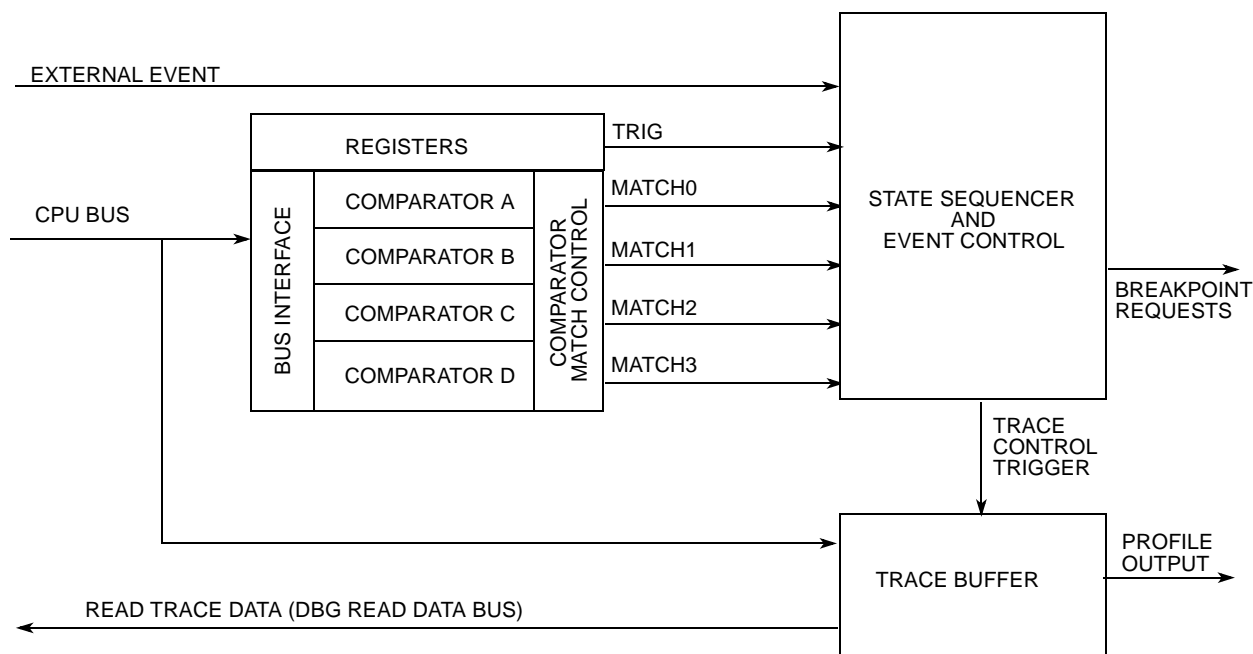 EXTERNAL EVENT
TRIG
REGISTERS
MATCH0
COMPARATOR A
STATE SEQUENCER
AND
EVENT CONTROL
CPU BUS
BUS INTERFACE
COMPARATOR B
COMPARATOR
MATCH CONTROL
MATCH1
BREAKPOINT
REQUESTS
COMPARATOR C
MATCH2
COMPARATOR D
MATCH3
TRACE
CONTROL
TRIGGER
PROFILE
OUTPUT
TRACE BUFFER
READ TRACE DATA (DBG READ DATA BUS)